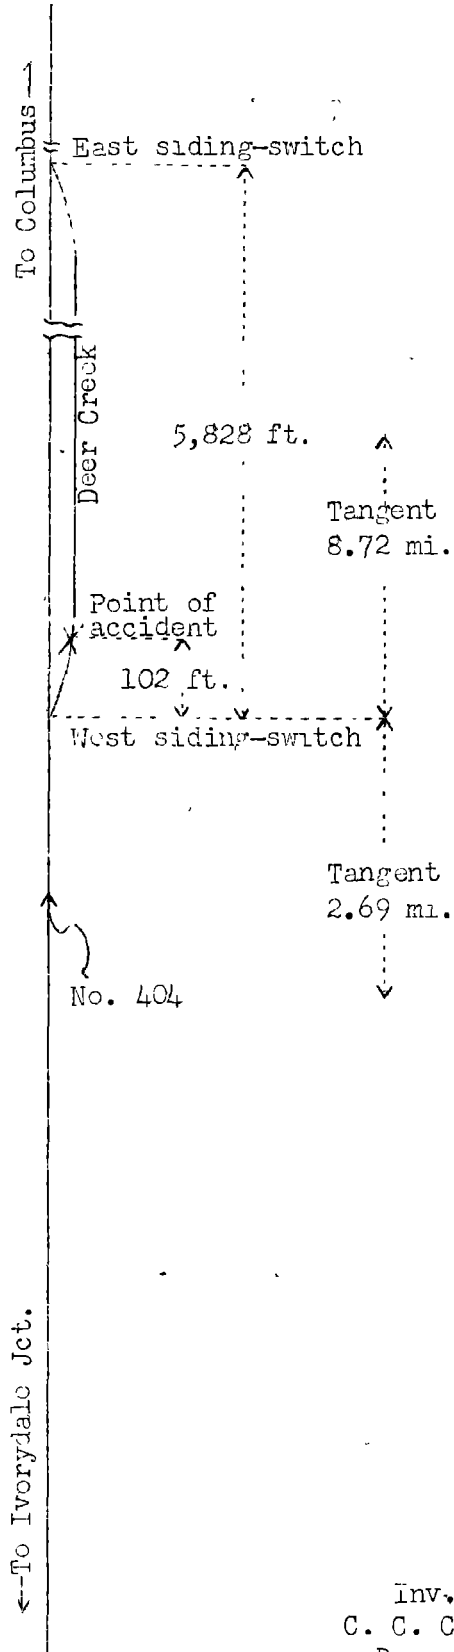 To Columbus
East siding-switch
Deer Creek
5,828 ft.
Tangent
8.72 mi.
Point of
accident
102 ft.
West siding-switch
Tangent
2.69 mi.
No. 404
To Ivorydale Jct.
Inv.
C. C. C